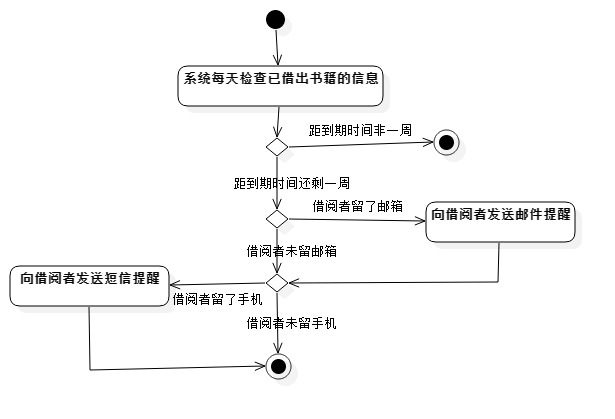 系统每天检查已借出书籍的信息
距到期时间非一周
距到期时间还剩一周
借阅者留了邮箱
向借阅者发送邮件提醒
借阅者未留邮箱
向借阅者发送短信提醒
借阅者留了手机
借阅者未留手机